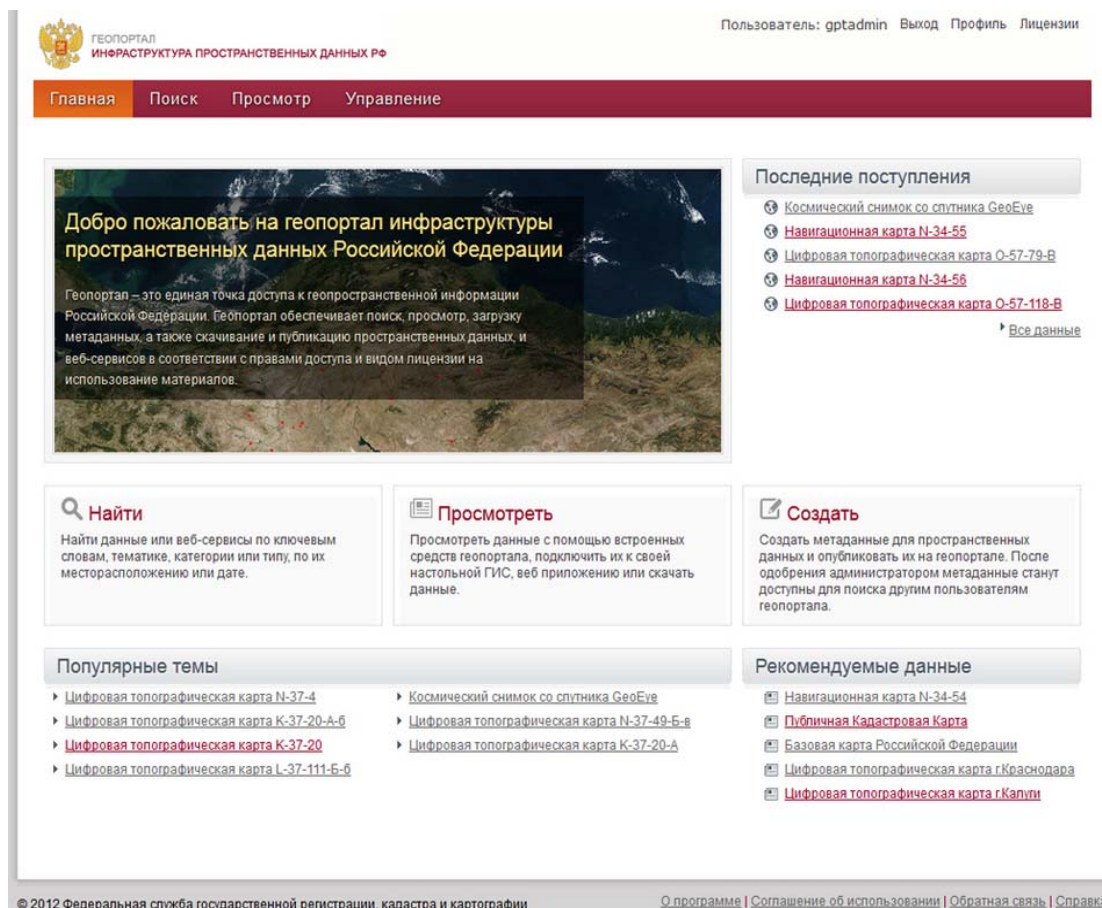 ГЕОПОРТАЛ
ИНФРАСТРУКТУРА ПРОСТРАНСТВЕННЫХ ДАННЫХ РФ
Пользователь: gptadmin Выход Профиль Лицензии
Главная Поиск Просмотр Управление
Добро пожаловать на геопортал инфраструктуры
пространственных данных Российской Федерации
Геопортал – это единая точка доступа к геопространственной информации
Российской Федерации. Геопортал обеспечивает поиск, просмотр, загрузку
метаданных, а также скачивание и публикацию пространственных данных, и
веб-сервисов в соответствии с правами доступа и видом лицензии на
использование материалов.
Последние поступления
Космический снимок со спутника GeoEye
Навигационная карта N-34-55
Цифровая топографическая карта O-57-79-В
Навигационная карта N-34-56
Цифровая топографическая карта O-57-118-В
Все данные
Найти
Найти данные или веб-сервисы по ключевым
словам, тематике, категории или типу, по их
месторасположению или дате.
Просмотреть
Просмотреть данные с помощью встроенных
средств геопортала, подключить их к своей
настольной ГИС, веб приложению или скачать
данные.
Создать
Создать метаданные для пространственных
данных и опубликовать их на геопортале. После
одобрения администратором метаданные станут
доступны для поиска другим пользователям
геопортала.
Популярные темы
Цифровая топографическая карта N-37-4
Цифровая топографическая карта K-37-20-А-б
Цифровая топографическая карта K-37-20
Цифровая топографическая карта L-37-111-Б-б
Космический снимок со спутника GeoEye
Цифровая топографическая карта N-37-49-Б-в
Цифровая топографическая карта K-37-20-А
Рекомендуемые данные
Навигационная карта N-34-54
Публичная Кадастровая Карта
Базовая карта Российской Федерации
Цифровая топографическая карта г.Краснодара
Цифровая топографическая карта г.Калуги
© 2012 Федеральная служба государственной регистрации, кадастра и картографии
О программе | Соглашение об использовании | Обратная связь | Справка